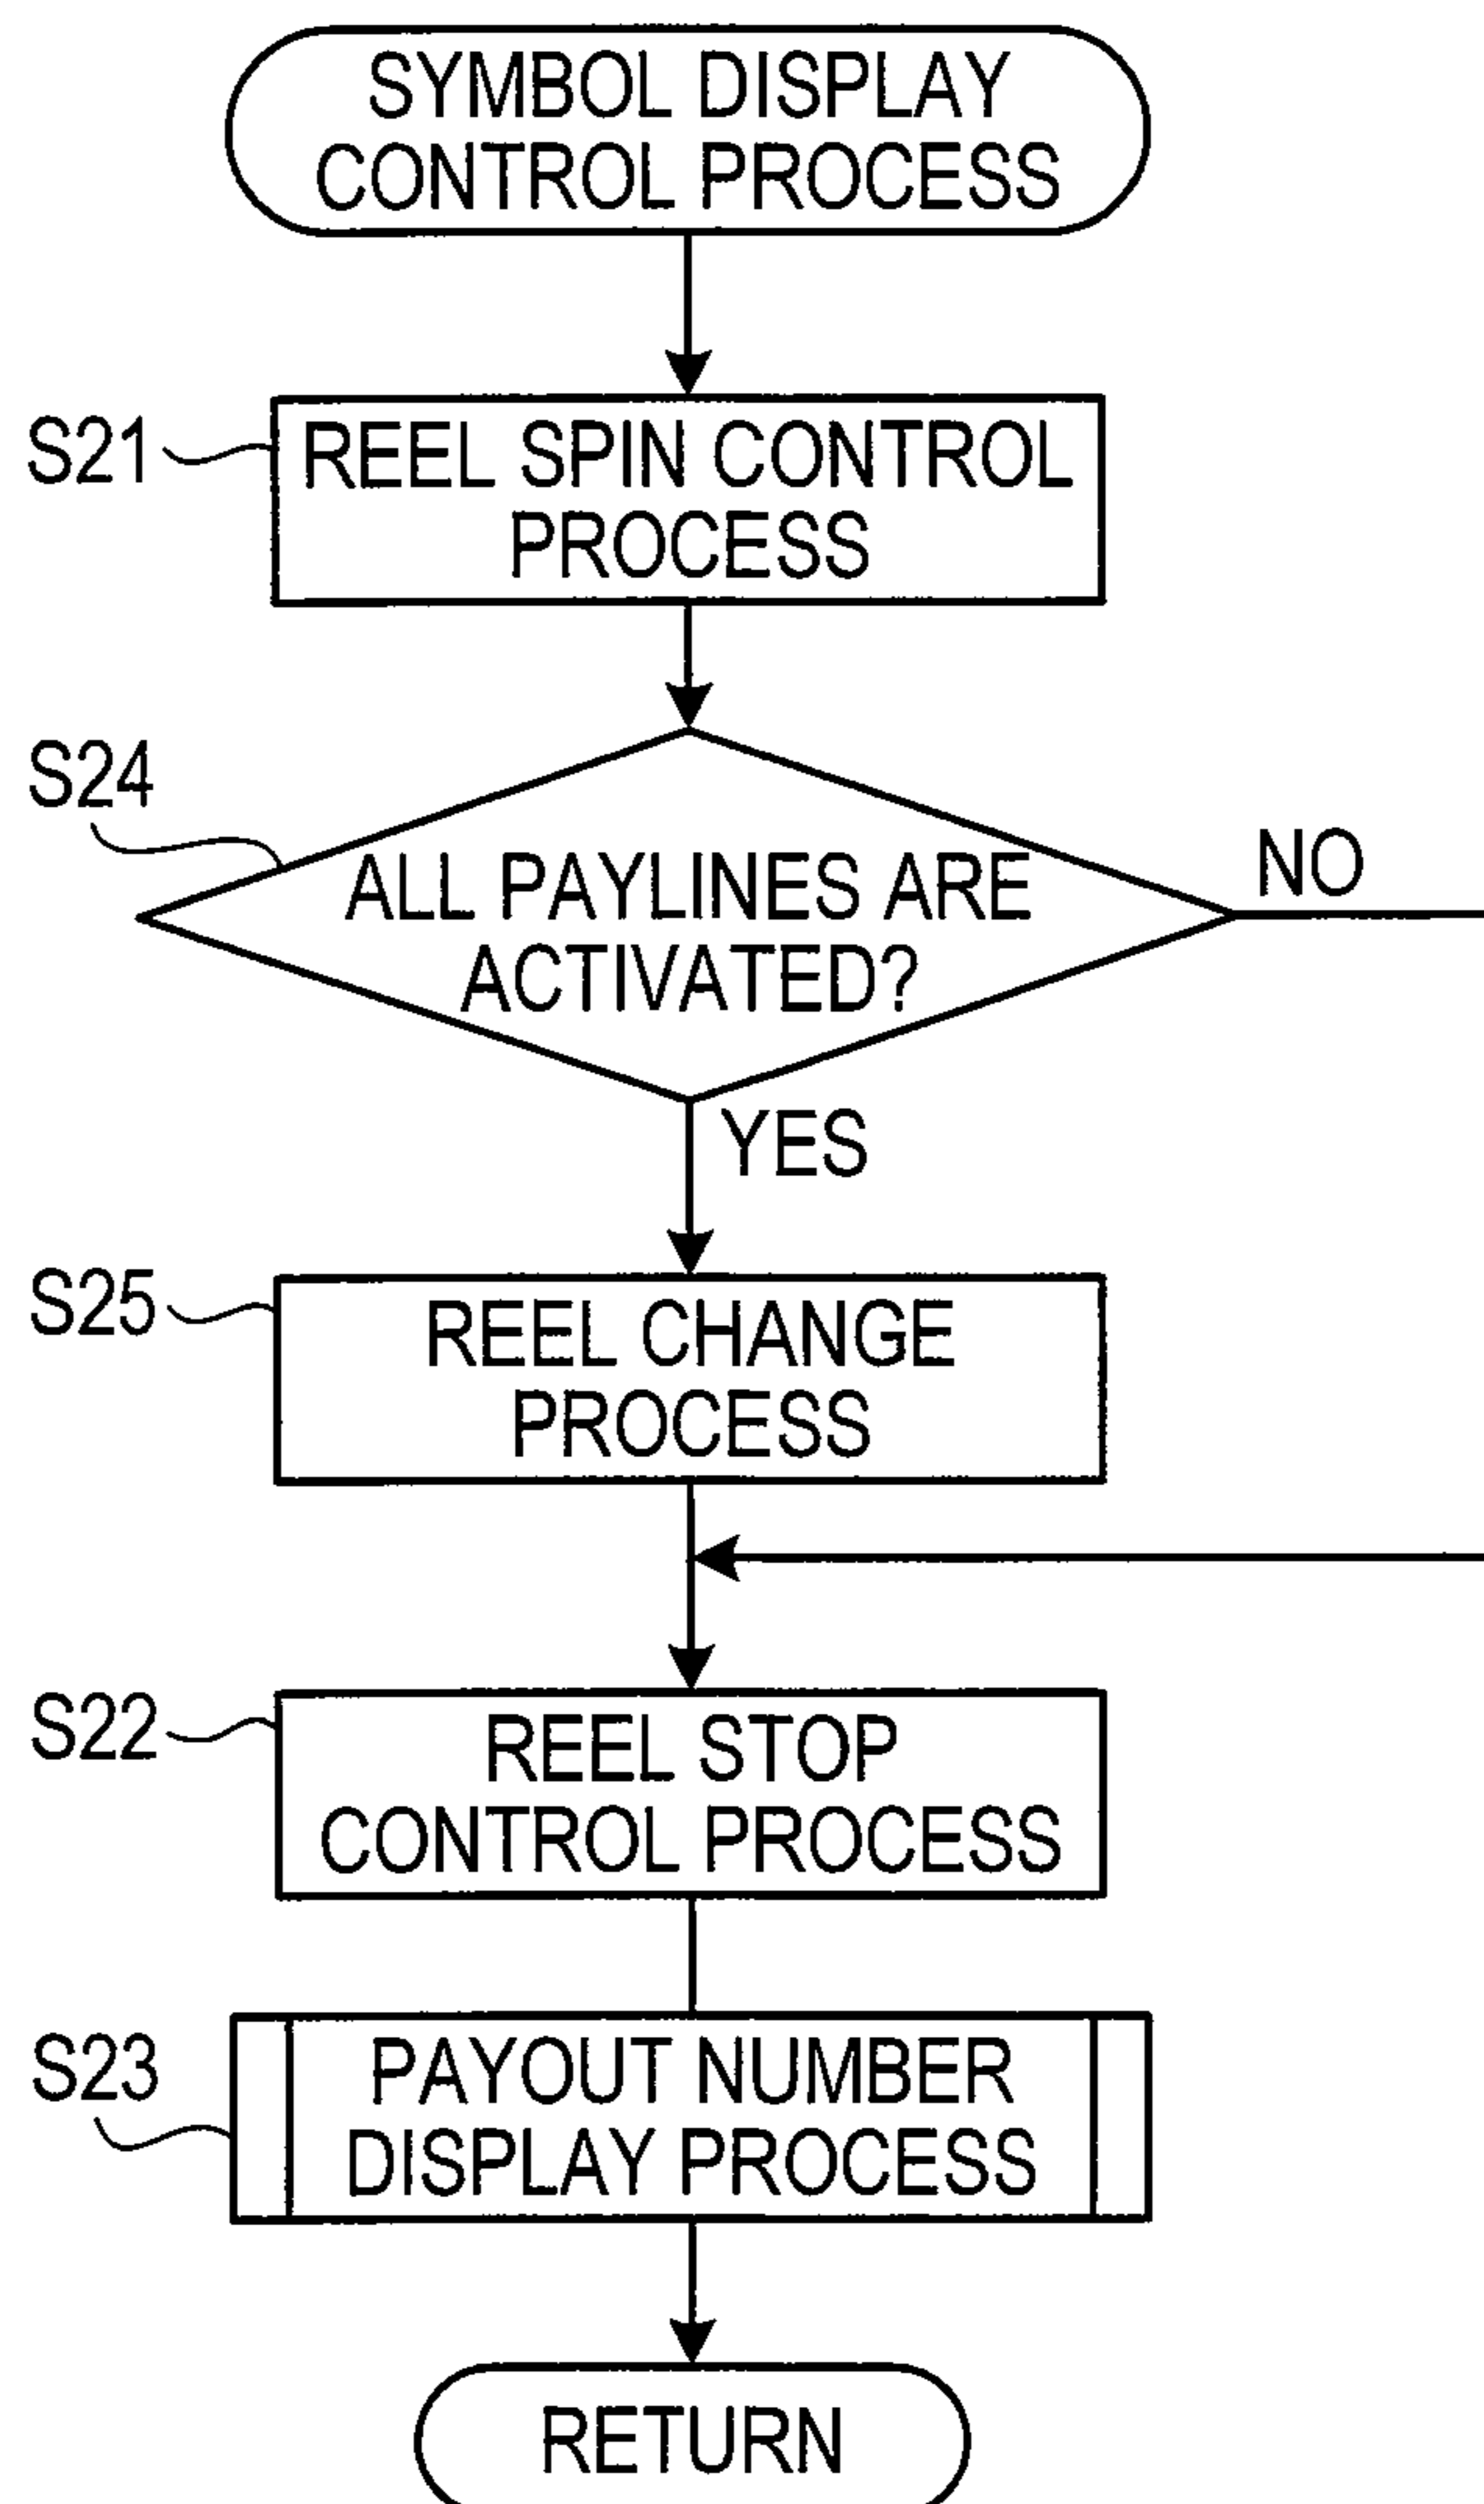 SYMBOL DISPLAY
CONTROL PROCESS
S21
REEL SPIN CONTROL
PROCESS
S24
ALL PAYLINES ARE
ACTIVATED?
NO
YES
S25
REEL CHANGE
PROCESS
S22
REEL STOP
CONTROL PROCESS
S23
PAYOUT NUMBER
DISPLAY PROCESS
RETURN